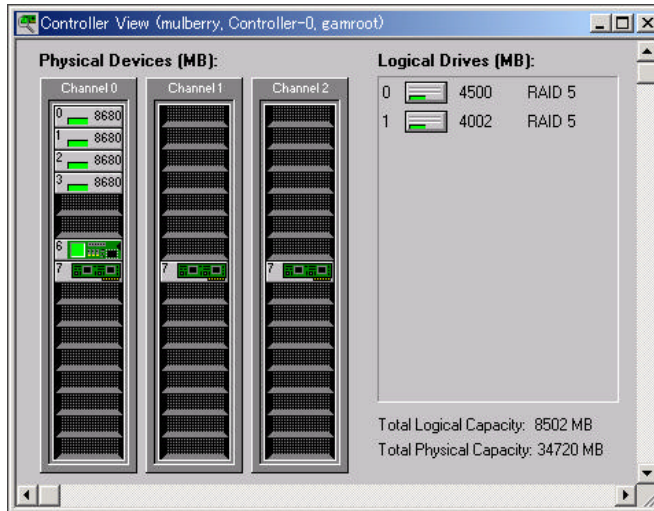 Controller View (mulberry, Controller-0, gamroot)
Physical Devices (MB):
Channel 0
Channel 1
Channel 2
0 8680
1 8680
2 8680
3 8680
6
7
7
7
Logical Drives (MB):
0 4500 RAID 5
1 4002 RAID 5
Total Logical Capacity: 8502 MB
Total Physical Capacity: 34720 MB